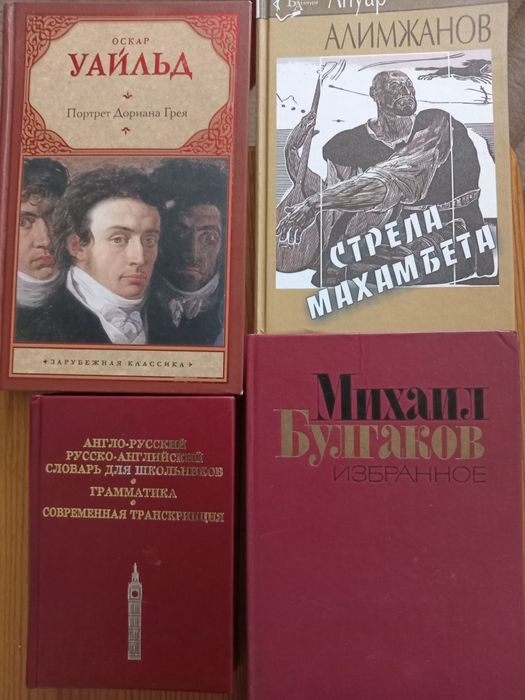 ОСКАР
УАЙЛЬД
Портрет Дориана Грея
ЗАРУБЕЖНАЯ КЛАССИКА
Ануар
АЛИМЖАНОВ
СТРЕЛА
МАХАМБЕТА
АНГЛО-РУССКИЙ
РУССКО-АНГЛИЙСКИЙ
СЛОВАРЬ ДЛЯ ШКОЛЬНИКОВ
ГРАММАТИКА
СОВРЕМЕННАЯ ТРАНСКРИПЦИЯ
Михаил
Булгаков
ИЗБРАННОЕ